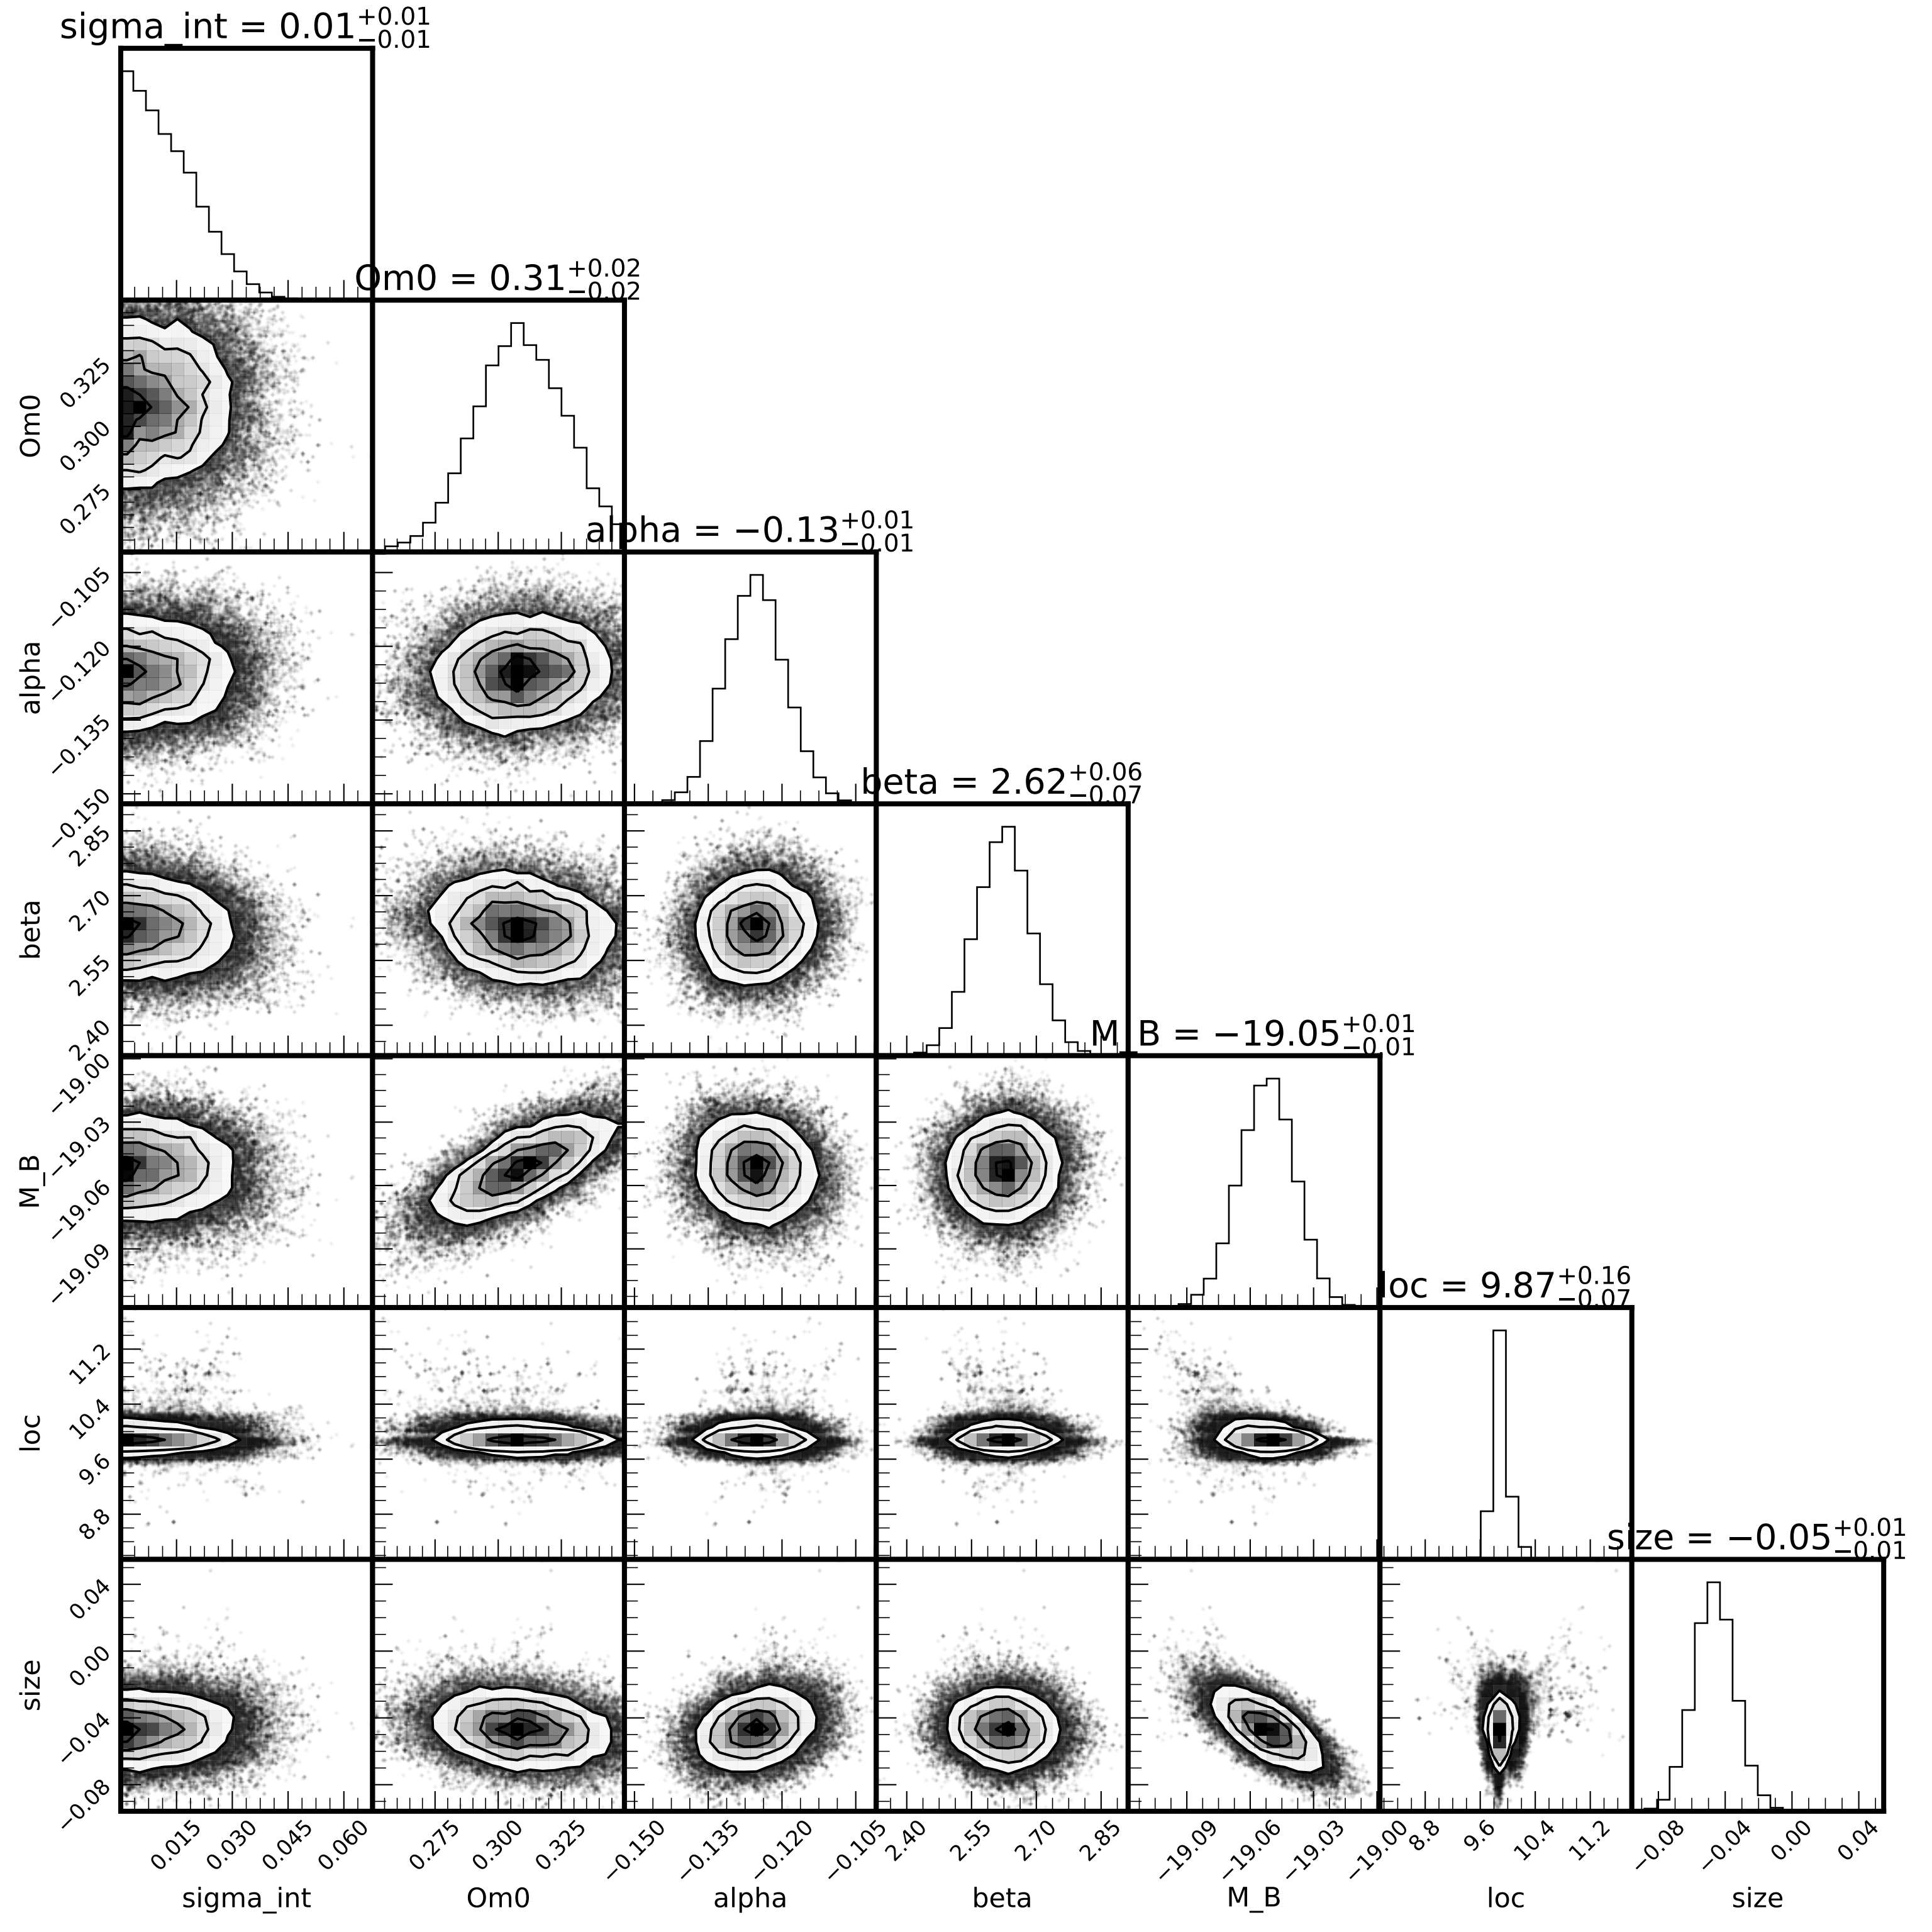 sigma_int = 0.01+0.01 −0.01
Om0 = 0.31+0.02 −0.02
0.325
0.300
0.275
Om0
alpha = −0.13+0.01 −0.01
−0.105
−0.120
−0.135
−0.150
alpha
beta = 2.62+0.06 −0.07
2.85
2.70
2.55
2.40
beta
M_B = −19.05+0.01 −0.01
−19.00
−19.03
−19.06
−19.09
M_B
loc = 9.87+0.16 −0.07
11.2
10.4
9.6
8.8
loc
size = −0.05+0.01 −0.01
0.04
0.00
−0.04
−0.08
size
0.015 0.030 0.045 0.060 0.275 0.300 0.325 −0.150 −0.135 −0.120 −0.105 2.40 2.55 2.70 2.85 −19.09 −19.06 −19.03 −19.00 8.8 9.6 10.4 11.2 −0.08 −0.04 0.00 0.04
sigma_int Om0 alpha beta M_B loc size